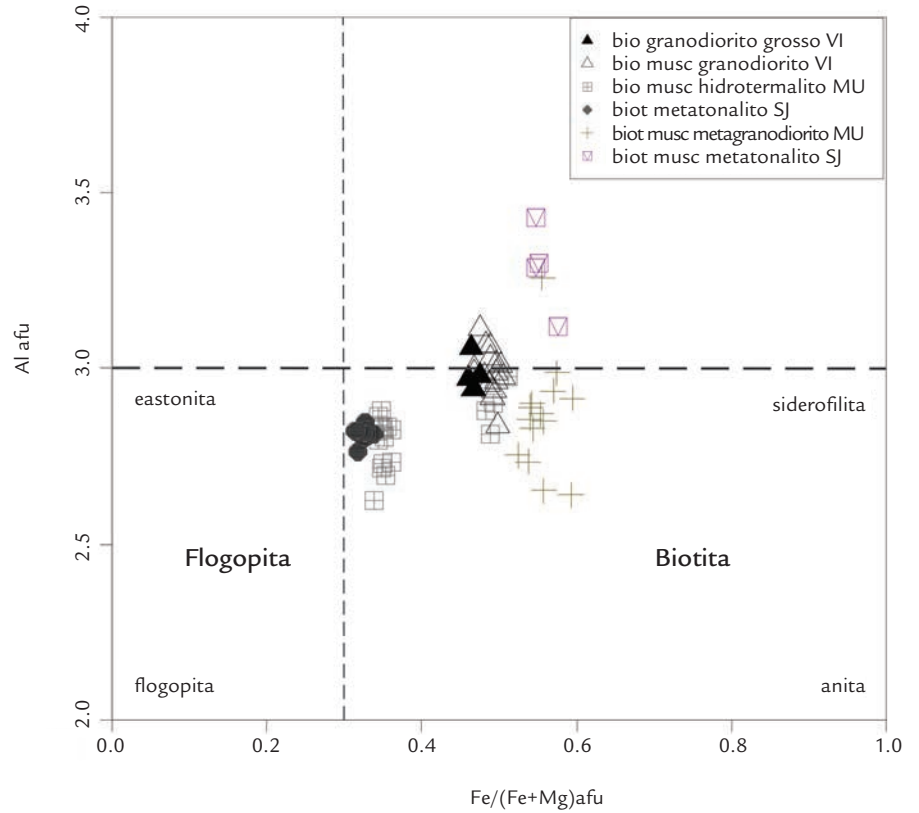 4.0
bio granodiorito grosso VI
bio musc granodiorito VI
bio musc hidrotermalito MU
biot metatonalito SJ
biot musc metagranodiorito MU
biot musc metatonalito SJ
3.5
Al afu
3.0
eastonita
siderofilita
2.5
Flogopita
Biotita
flogopita
anita
2.0
0.0
0.2
0.4
0.6
0.8
1.0
Fe/(Fe+Mg)afu